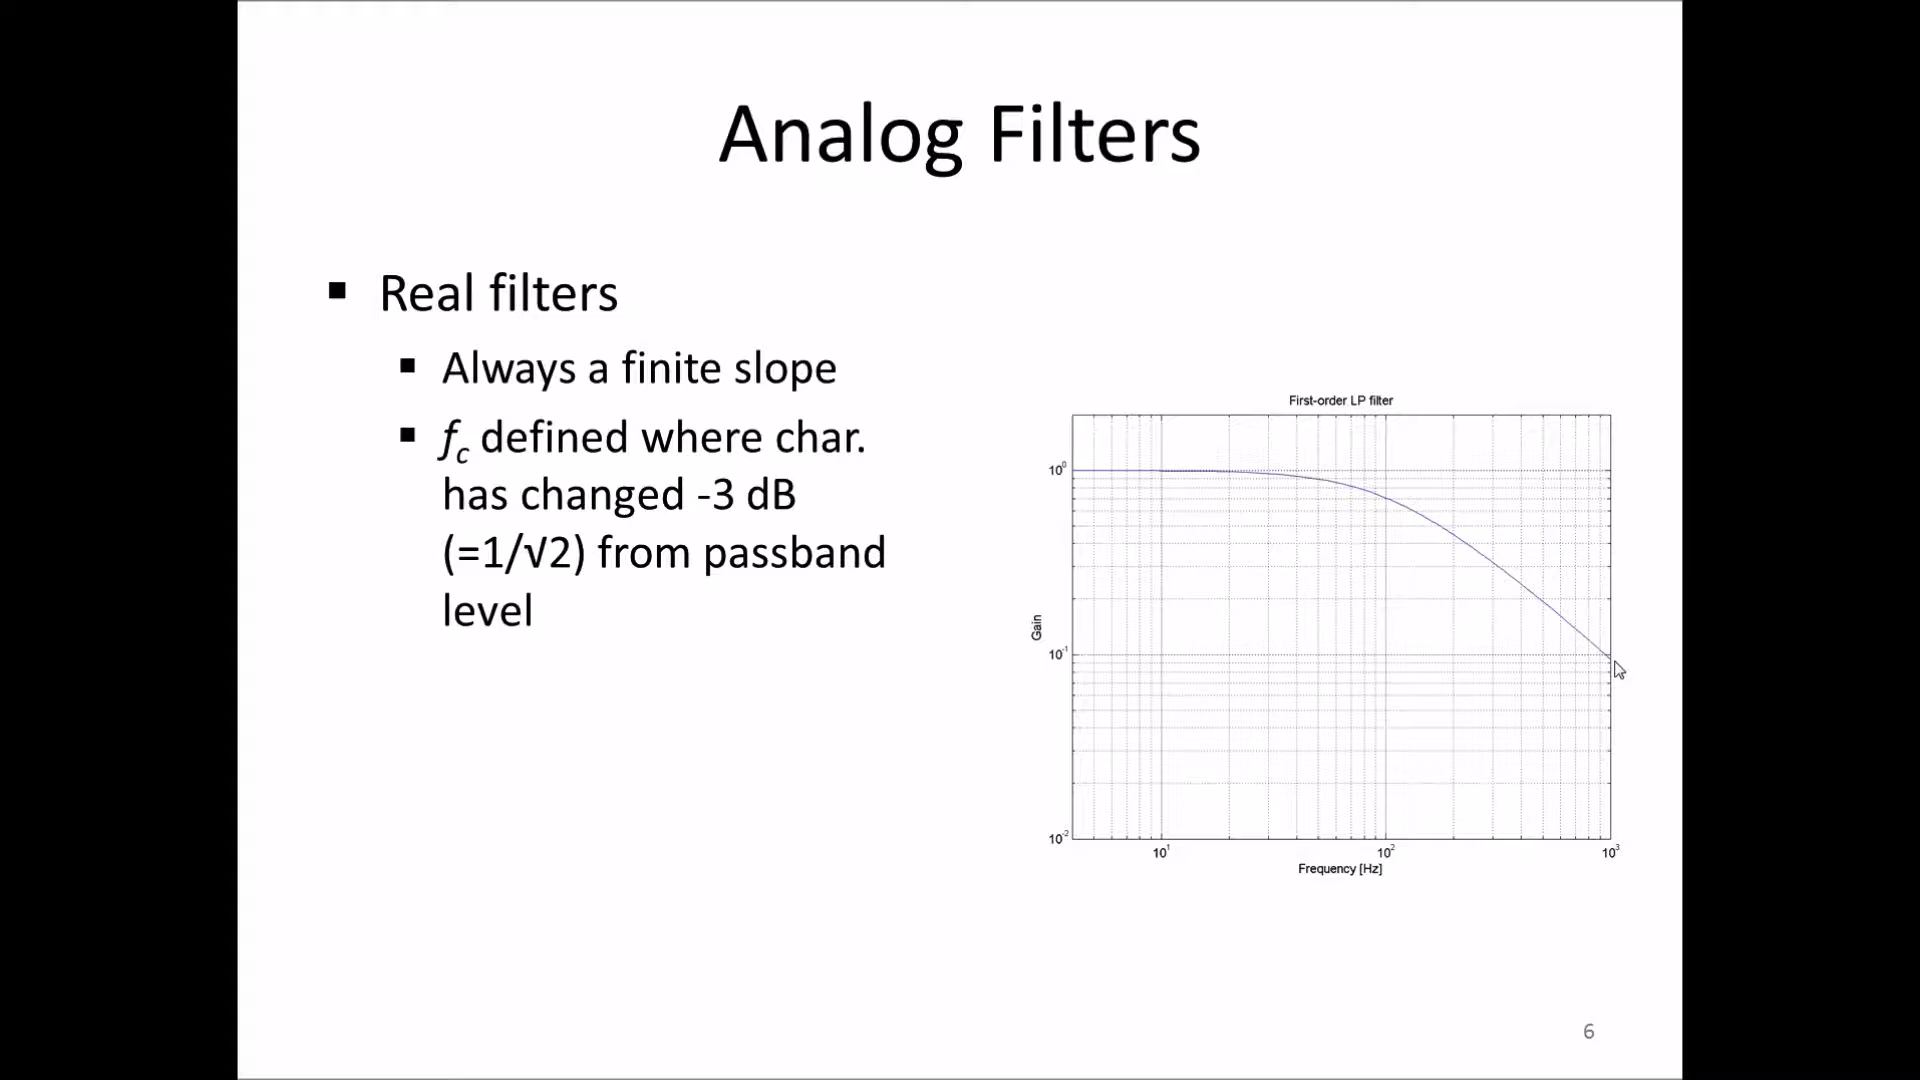 Analog Filters
Real filters
Always a finite slope
fc defined where char.
has changed -3 dB
(=1/√2) from passband
level
First-order LP filter
10^0
10^-1
10^-2
Gain
10^1
10^2
10^3
Frequency [Hz]
6